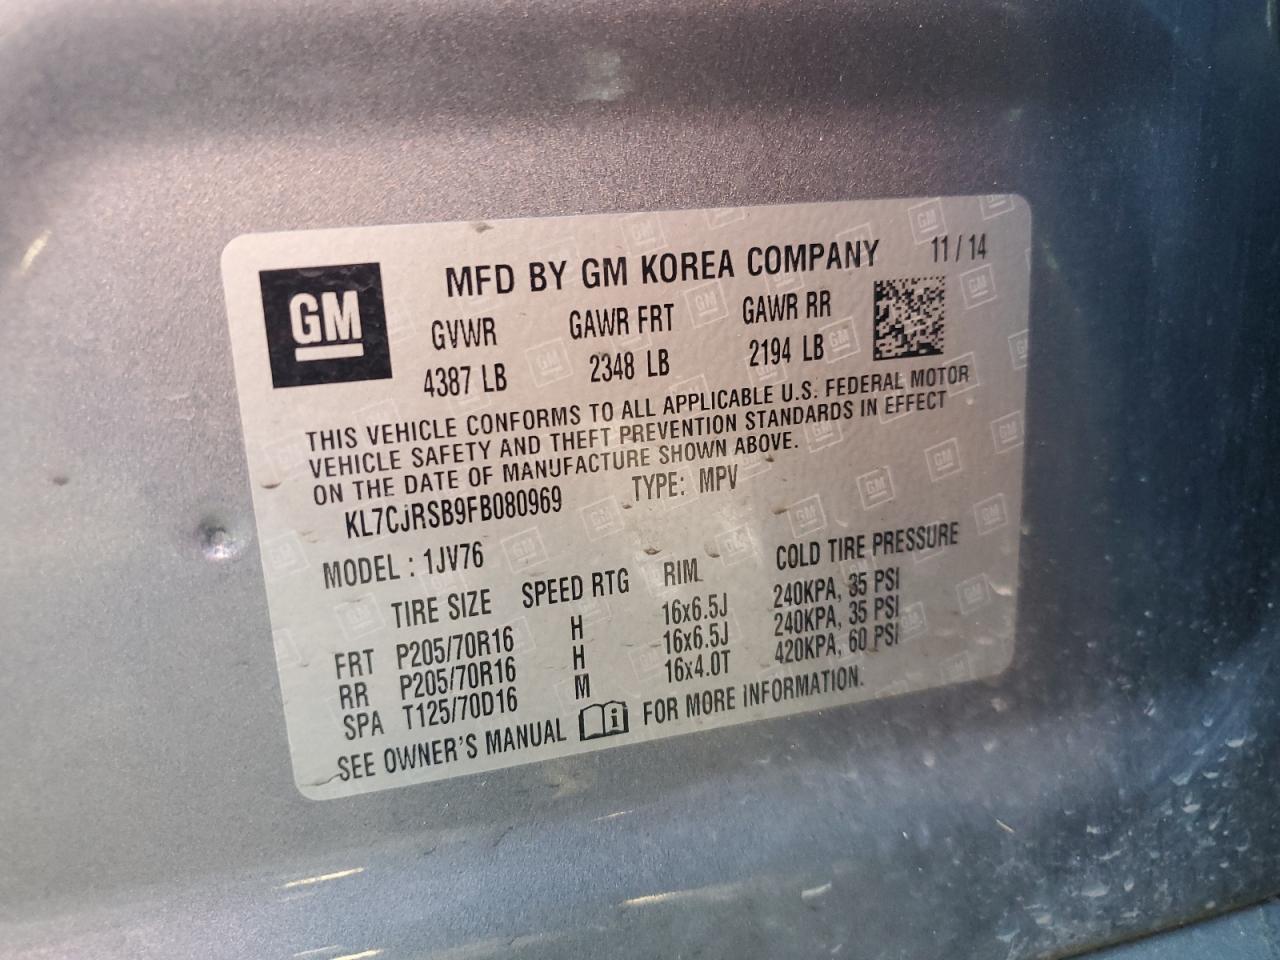 GM
MFD BY GM KOREA COMPANY 11 / 14
GVWR GAWR FRT GAWR RR
4387 LB 2348 LB 2194 LB
THIS VEHICLE CONFORMS TO ALL APPLICABLE U.S. FEDERAL MOTOR
VEHICLE SAFETY AND THEFT PREVENTION STANDARDS IN EFFECT
ON THE DATE OF MANUFACTURE SHOWN ABOVE.
KL7CJRSB9FB080969 TYPE: MPV
MODEL : 1JV76
TIRE SIZE SPEED RTG RIM COLD TIRE PRESSURE
FRT P205/70R16 H 16x6.5J 240KPA, 35 PSI
RR P205/70R16 H 16x6.5J 240KPA, 35 PSI
SPA T125/70D16 M 16x4.0T 420KPA, 60 PSI
SEE OWNER'S MANUAL FOR MORE INFORMATION.